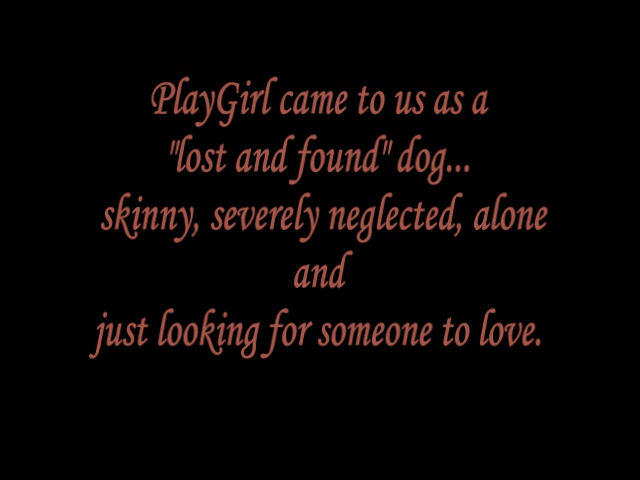 PlayGirl came to us as a
"lost and found" dog...
skinny, severely neglected, alone
and
just looking for someone to love.